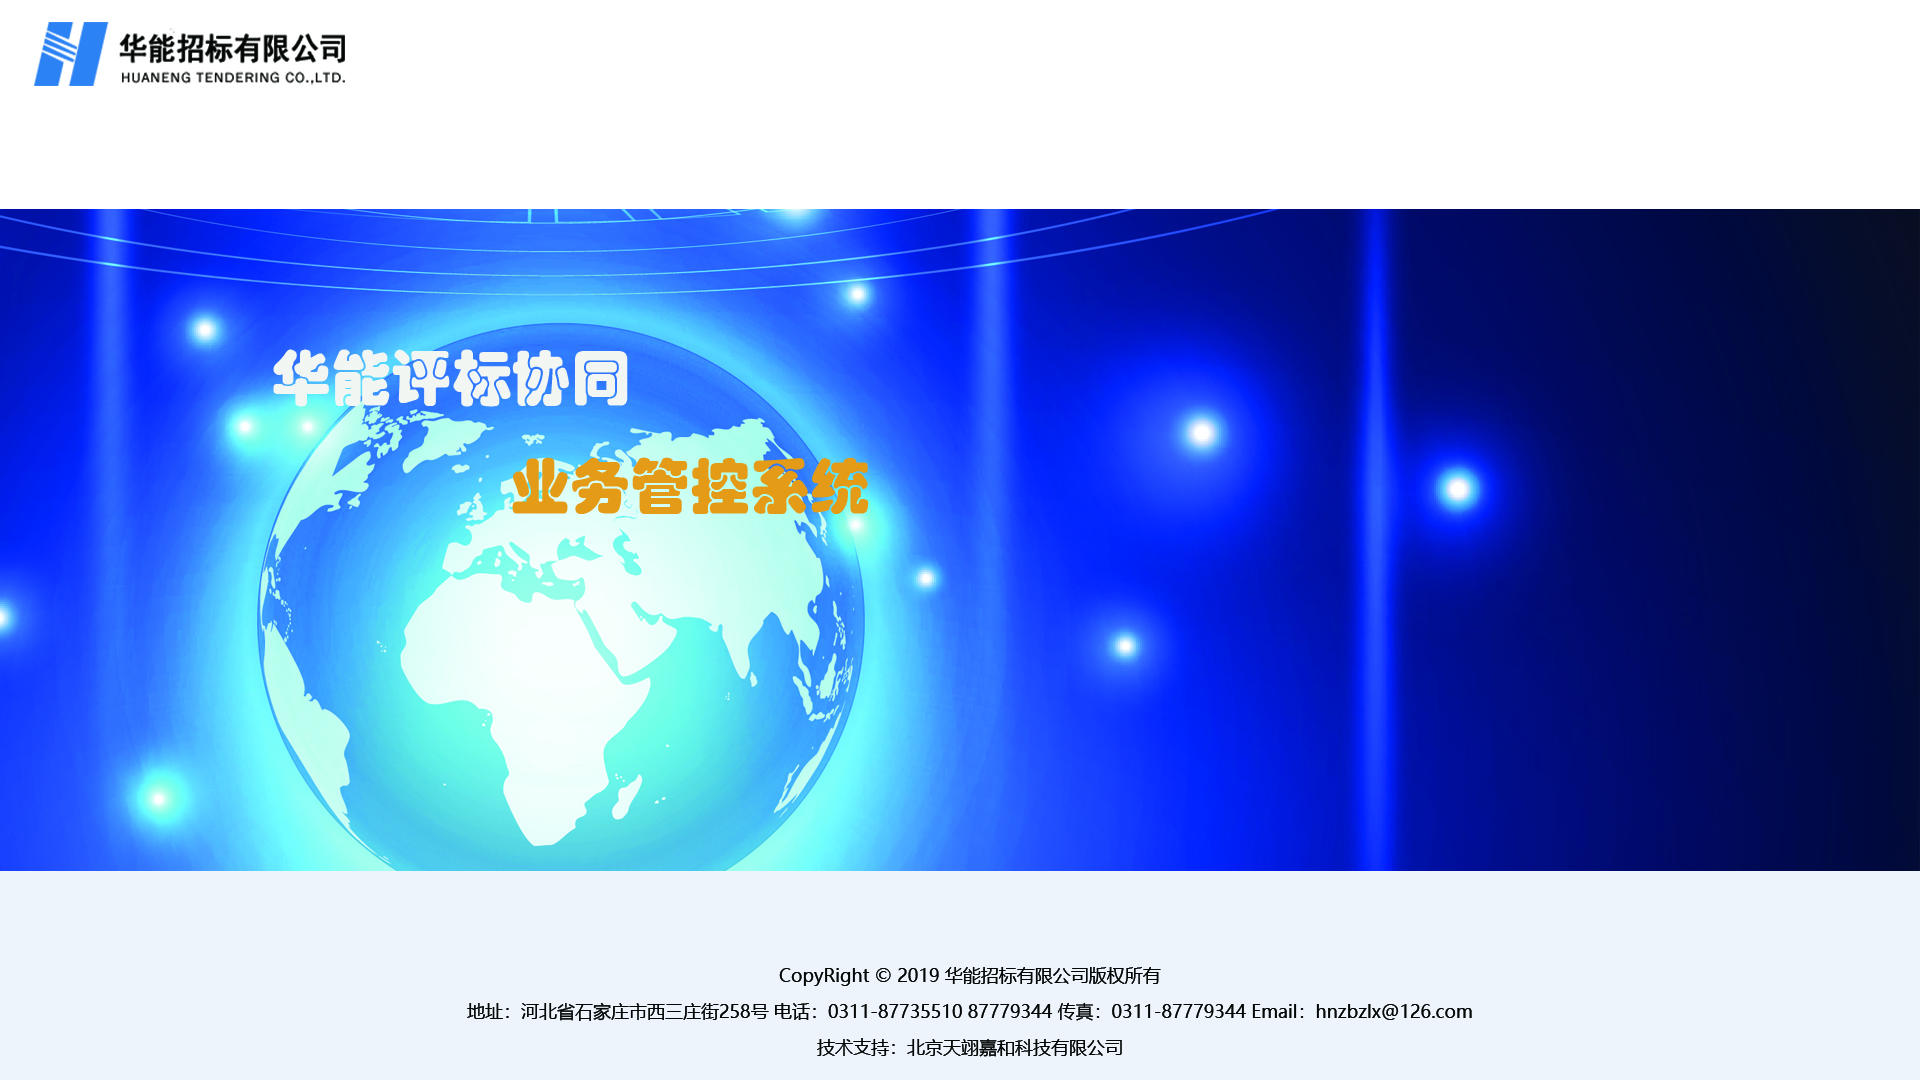 华能招标有限公司
HUANENG TENDERING CO.,LTD.
华能评标协同
业务管控系统
CopyRight © 2019 华能招标有限公司版权所有
地址：河北省石家庄市西三庄街258号 电话：0311-87735510 87779344 传真：0311-87779344 Email：hnzbzlx@126.com
技术支持：北京天翊嘉和科技有限公司